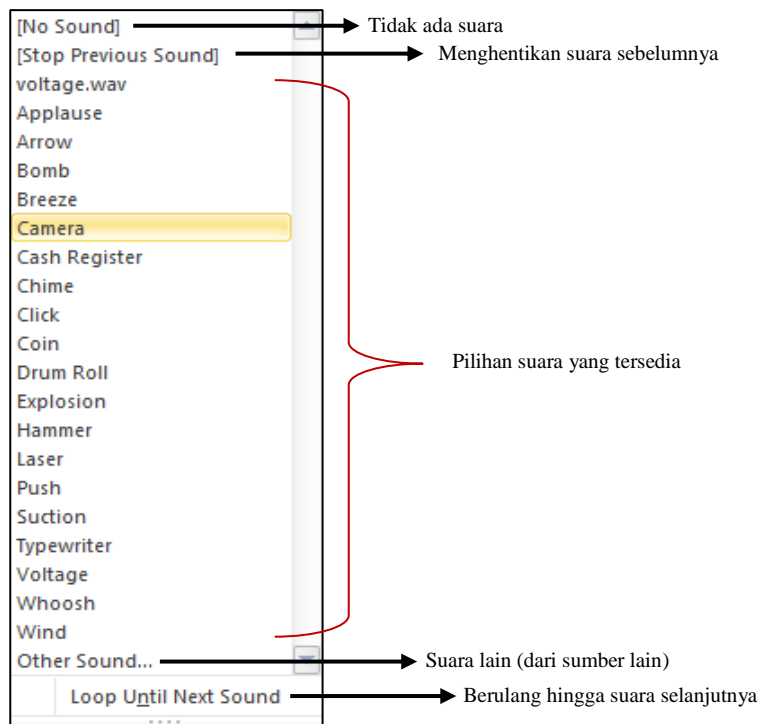 [No Sound] Tidak ada suara
[Stop Previous Sound] Menghentikan suara sebelumnya
voltage.wav
Applause
Arrow
Bomb
Breeze
Camera
Cash Register
Chime
Click
Coin
Drum Roll
Pilihan suara yang tersedia
Explosion
Hammer
Laser
Push
Suction
Typewriter
Voltage
Whoosh
Wind
Other Sound... Suara lain (dari sumber lain)
Loop Until Next Sound Berulang hingga suara selanjutnya